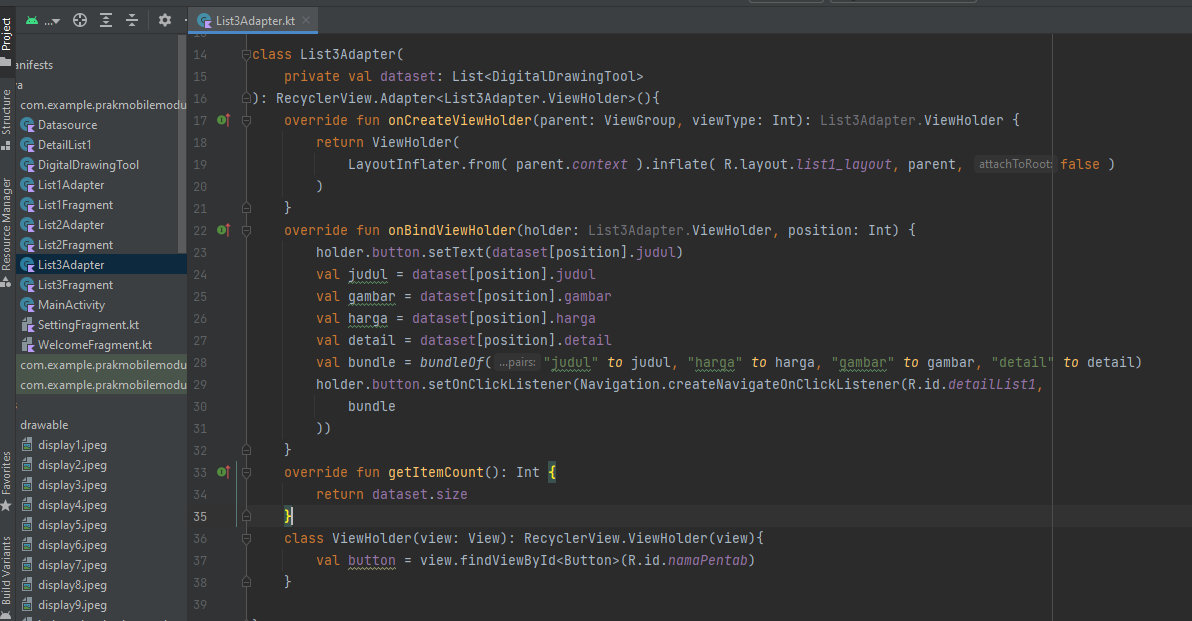 ...
List3Adapter.kt
Project
Structure
Resource Manager
Favorites
Build Variants
anifests
a
com.example.prakmobilemodu
Datasource
DetailList1
DigitalDrawingTool
List1Adapter
List1Fragment
List2Adapter
List2Fragment
List3Adapter
List3Fragment
MainActivity
SettingFragment.kt
WelcomeFragment.kt
com.example.prakmobilemodu
com.example.prakmobilemodu
s
drawable
display1.jpeg
display2.jpeg
display3.jpeg
display4.jpeg
display5.jpeg
display6.jpeg
display7.jpeg
display8.jpeg
display9.jpeg
14 class List3Adapter(
15 private val dataset: List<DigitalDrawingTool>
16 ): RecyclerView.Adapter<List3Adapter.ViewHolder>(){
17 override fun onCreateViewHolder(parent: ViewGroup, viewType: Int): List3Adapter.ViewHolder {
18 return ViewHolder(
19 LayoutInflater.from( parent.context ).inflate( R.layout.list1_layout, parent, attachToRoot: false )
20 )
21 }
22 override fun onBindViewHolder(holder: List3Adapter.ViewHolder, position: Int) {
23 holder.button.setText(dataset[position].judul)
24 val judul = dataset[position].judul
25 val gambar = dataset[position].gambar
26 val harga = dataset[position].harga
27 val detail = dataset[position].detail
28 val bundle = bundleOf( ...pairs: "judul" to judul, "harga" to harga, "gambar" to gambar, "detail" to detail)
29 holder.button.setOnClickListener(Navigation.createNavigateOnClickListener(R.id.detailList1,
30 bundle
31 ))
32 }
33 override fun getItemCount(): Int {
34 return dataset.size
35 }
36 class ViewHolder(view: View): RecyclerView.ViewHolder(view){
37 val button = view.findViewById<Button>(R.id.namaPentab)
38 }
39